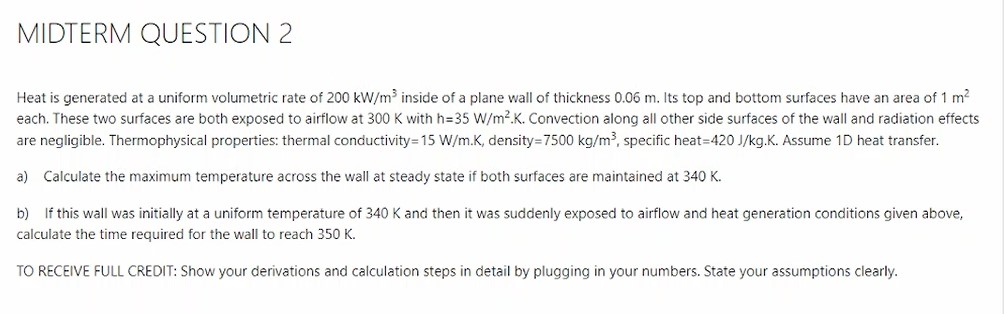 MIDTERM QUESTION 2
Heat is generated at a uniform volumetric rate of 200 kW/m³ inside of a plane wall of thickness 0.06 m. Its top and bottom surfaces have an area of 1 m²
each. These two surfaces are both exposed to airflow at 300 K with h=35 W/m².K. Convection along all other side surfaces of the wall and radiation effects
are negligible. Thermophysical properties: thermal conductivity=15 W/m.K, density=7500 kg/m³, specific heat=420 J/kg.K. Assume 1D heat transfer.
a) Calculate the maximum temperature across the wall at steady state if both surfaces are maintained at 340 K.
b) If this wall was initially at a uniform temperature of 340 K and then it was suddenly exposed to airflow and heat generation conditions given above,
calculate the time required for the wall to reach 350 K.
TO RECEIVE FULL CREDIT: Show your derivations and calculation steps in detail by plugging in your numbers. State your assumptions clearly.